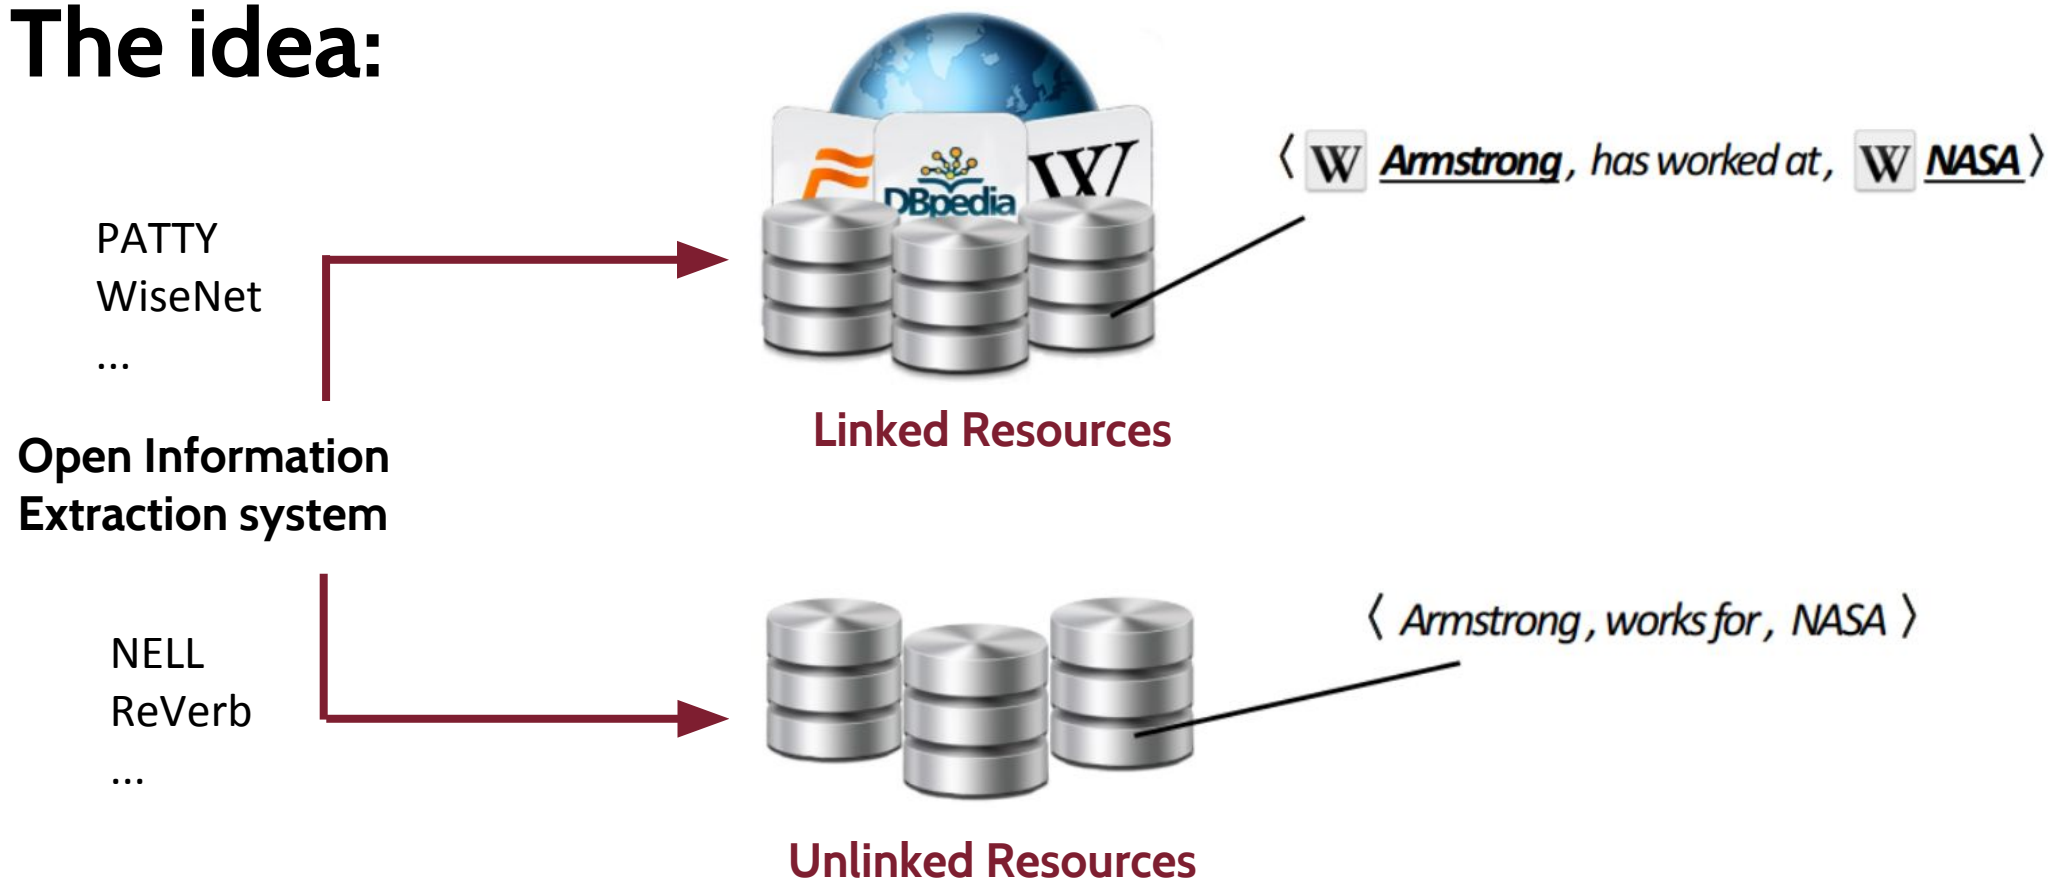 The idea:
PATTY
WiseNet
...
Open Information
Extraction system
NELL
ReVerb
...
DBpedia
W
Linked Resources
⟨ W Armstrong, has worked at, W NASA ⟩
Unlinked Resources
⟨ Armstrong, works for, NASA ⟩